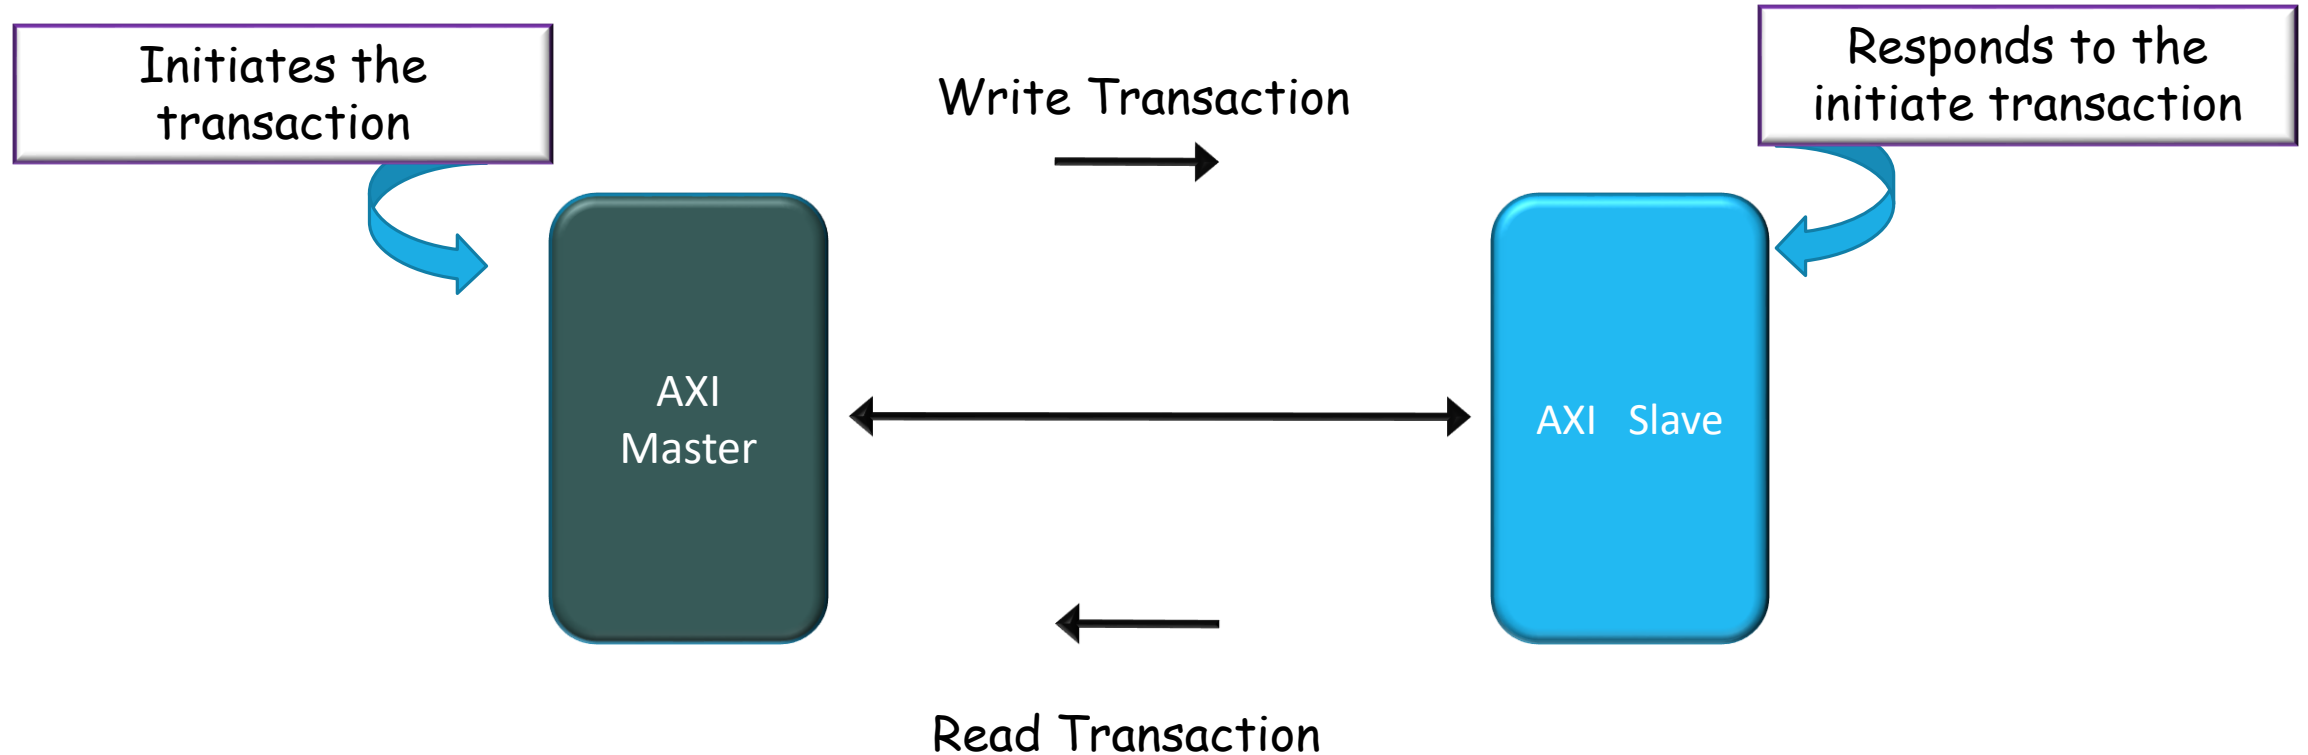 Initiates the
transaction
Write Transaction
Responds to the
initiate transaction
AXI
Master
AXI Slave
Read Transaction